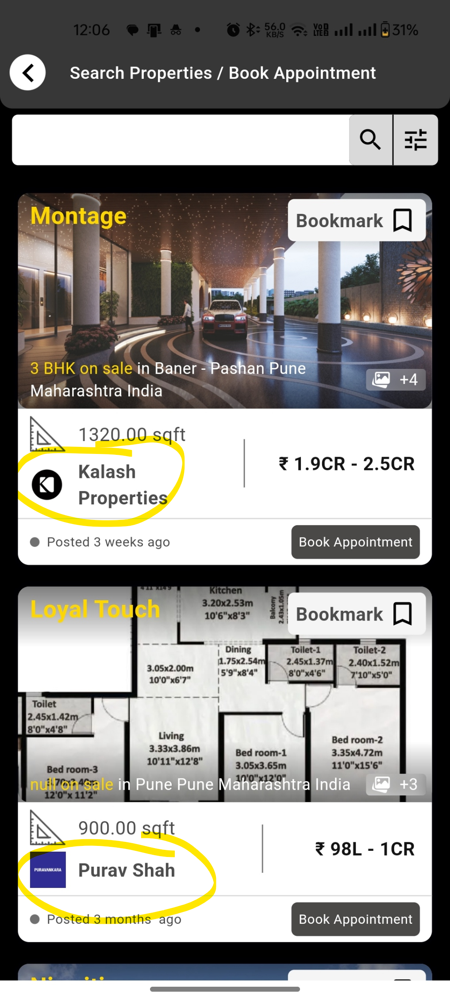 12:06 56.0 KB/S VoD LTE2 31%
Search Properties / Book Appointment
Montage
Bookmark
3 BHK on sale in Baner - Pashan Pune
Maharashtra India
+4
1320.00 sqft
Kalash
Properties
₹ 1.9CR - 2.5CR
Posted 3 weeks ago
Book Appointment
Loyal Touch
Bookmark
Kitchen
3.20x2.53m
10'6"x8'3"
Balcony
2.43x1.05m
Dining
1.75x2.54m
5'9"x8'4"
Toilet-1
2.45x1.37m
8'0"x4'6"
Toilet-2
2.40x1.52m
7'10"x5'0"
3.05x2.00m
10'0"x6'7"
Toilet
2.45x1.42m
8'0"x4'8"
Living
3.33x3.86m
10'11"x12'8"
Bed room-1
3.05x3.65m
10'0"x12'0"
Bed room-2
3.35x4.72m
11'0"x15'6"
Bed room-3
12'0"x 11'2"
null on sale in Pune Pune Maharashtra India
+3
900.00 sqft
PURAVANKARA
Purav Shah
₹ 98L - 1CR
Posted 3 months ago
Book Appointment